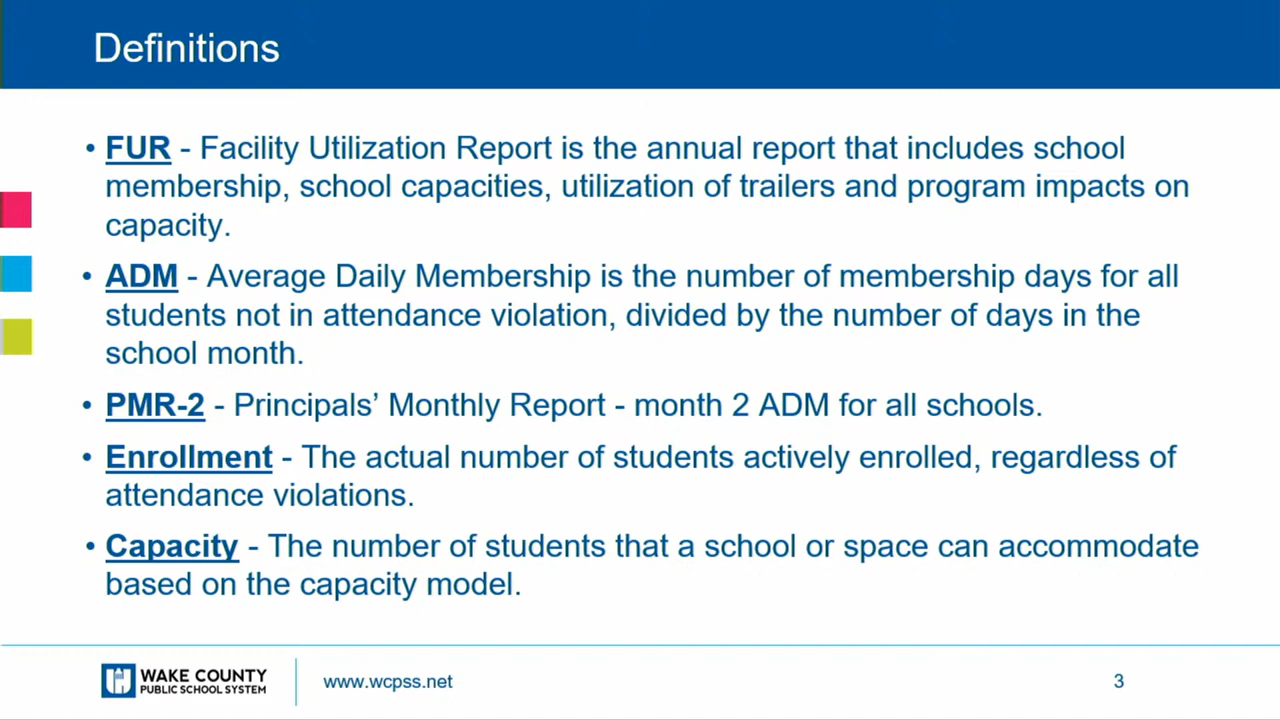 Definitions
• FUR - Facility Utilization Report is the annual report that includes school
membership, school capacities, utilization of trailers and program impacts on
capacity.
• ADM - Average Daily Membership is the number of membership days for all
students not in attendance violation, divided by the number of days in the
school month.
• PMR-2 - Principals’ Monthly Report - month 2 ADM for all schools.
• Enrollment - The actual number of students actively enrolled, regardless of
attendance violations.
• Capacity - The number of students that a school or space can accommodate
based on the capacity model.
WAKE COUNTY
PUBLIC SCHOOL SYSTEM
www.wcpss.net
3